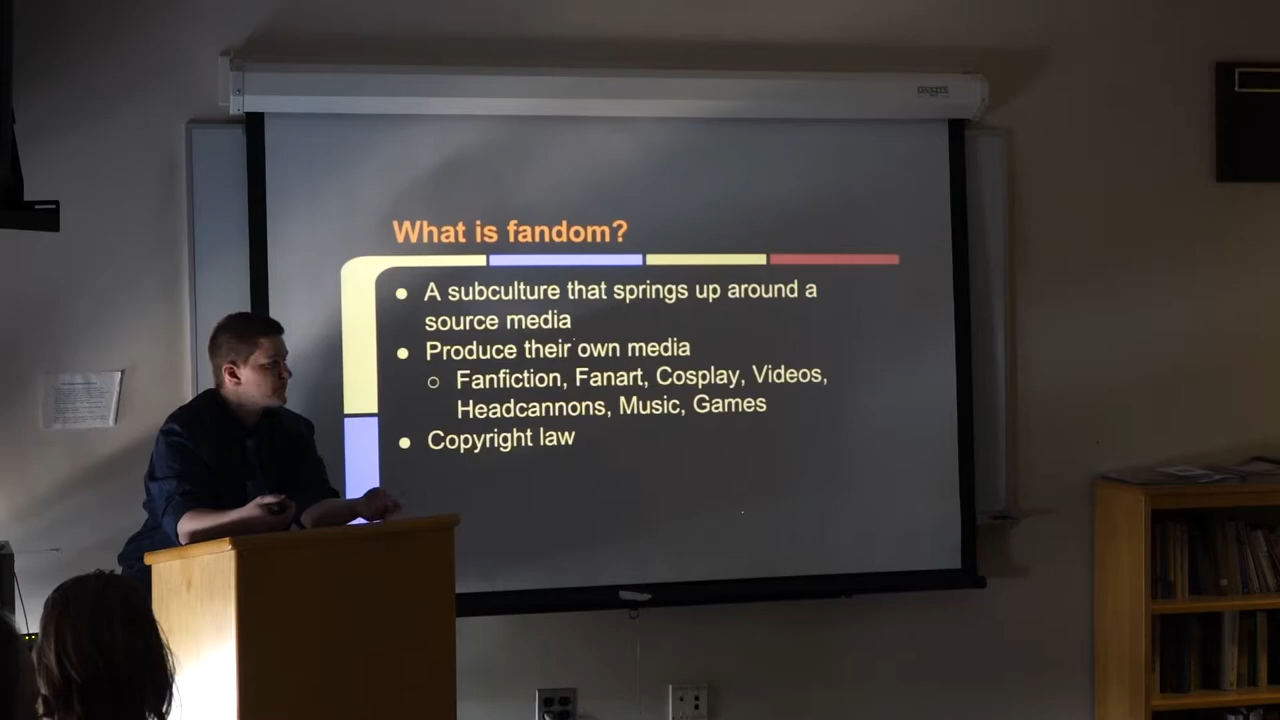 What is fandom?
● A subculture that springs up around a
source media
● Produce their own media
○ Fanfiction, Fanart, Cosplay, Videos,
Headcannons, Music, Games
● Copyright law